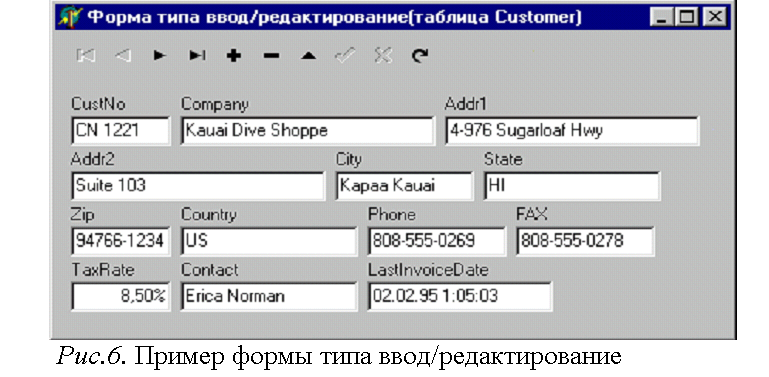 Форма типа ввод/редактирование(таблица Customer)
CustNo Company Addr1
CN 1221 Kauai Dive Shoppe 4-976 Sugarloaf Hwy
Addr2 City State
Suite 103 Kapaa Kauai HI
Zip Country Phone FAX
94766-1234 US 808-555-0269 808-555-0278
TaxRate Contact LastInvoiceDate
8,50% Erica Norman 02.02.95 1:05:03
Рис.6. Пример формы типа ввод/редактирование